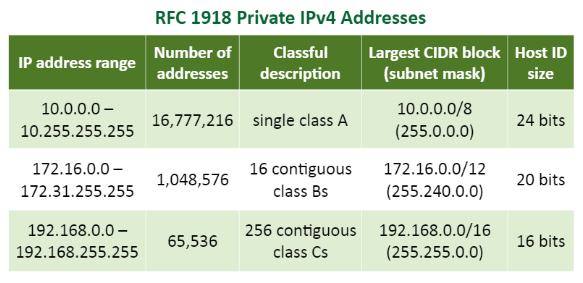 RFC 1918 Private IPv4 Addresses
IP address range
Number of
addresses
Classful
description
Largest CIDR block
(subnet mask)
Host ID
size
10.0.0.0 –
10.255.255.255
16,777,216
single class A
10.0.0.0/8
(255.0.0.0)
24 bits
172.16.0.0 –
172.31.255.255
1,048,576
16 contiguous
class Bs
172.16.0.0/12
(255.240.0.0)
20 bits
192.168.0.0 –
192.168.255.255
65,536
256 contiguous
class Cs
192.168.0.0/16
(255.255.0.0)
16 bits